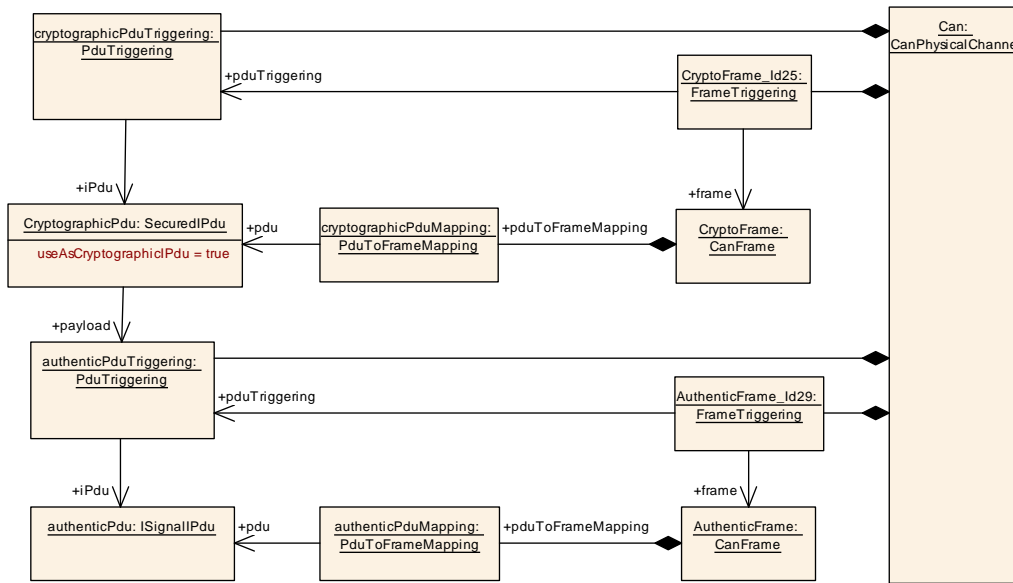 cryptographicPduTriggering:
PduTriggering
Can:
CanPhysicalChanne
+pduTriggering
CryptoFrame_Id25:
FrameTriggering
+iPdu
+frame
CryptographicPdu: SecuredIPdu
useAsCryptographicIPdu = true
+pdu
cryptographicPduMapping:
PduToFrameMapping
+pduToFrameMapping
CryptoFrame:
CanFrame
+payload
authenticPduTriggering:
PduTriggering
+pduTriggering
AuthenticFrame_Id29:
FrameTriggering
+iPdu
+frame
authenticPdu: ISignalIPdu
+pdu
authenticPduMapping:
PduToFrameMapping
+pduToFrameMapping
AuthenticFrame:
CanFrame